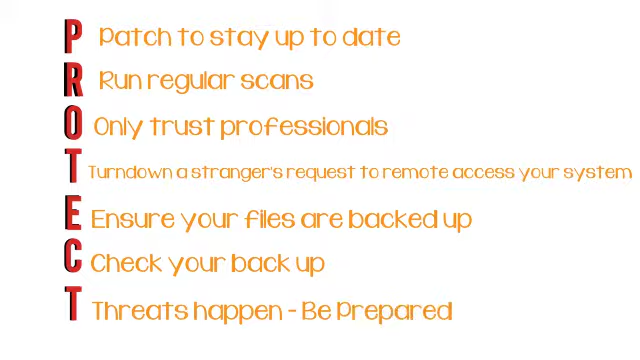 P Patch to stay up to date
R Run regular scans
O Only trust professionals
T Turndown a stranger's request to remote access your system
E Ensure your files are backed up
C Check your back up
T Threats happen - Be Prepared